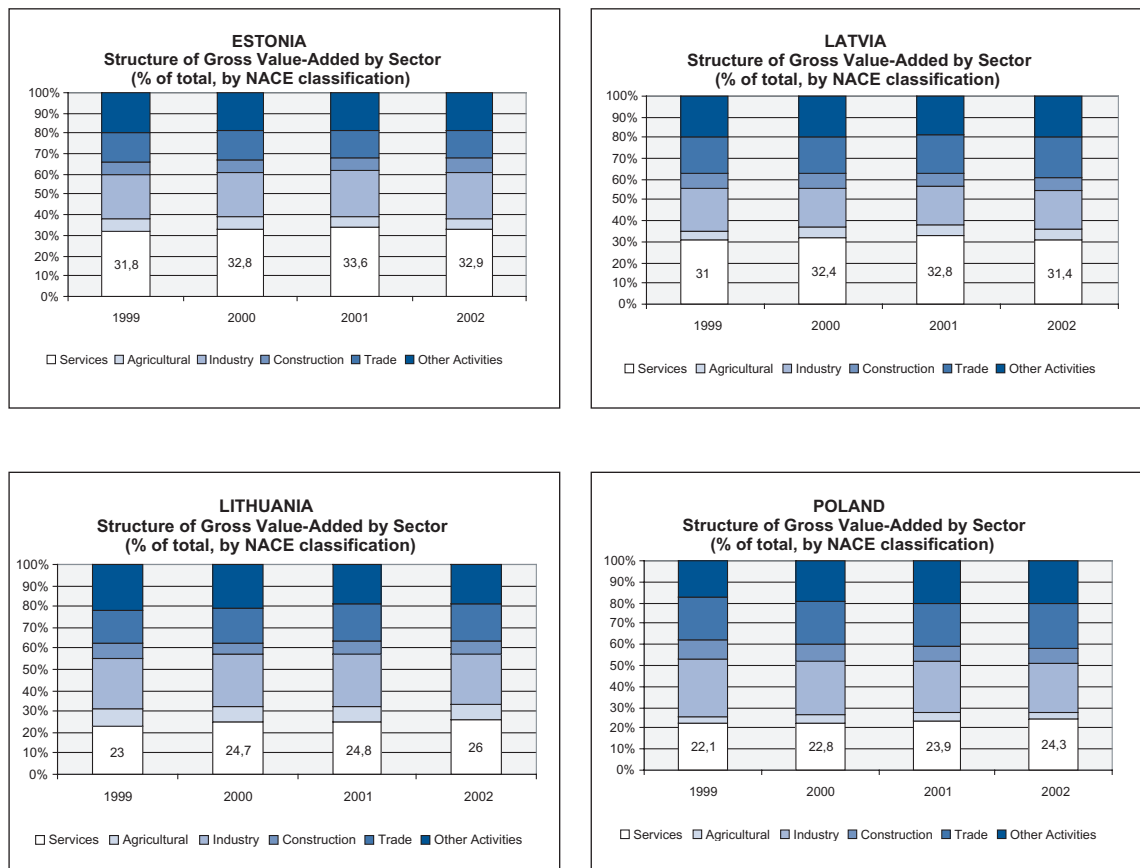 ESTONIA
Structure of Gross Value-Added by Sector
(% of total, by NACE classification)
100%
90%
80%
70%
60%
50%
40%
30%
20%
10%
0%
31,8
32,8
33,6
32,9
1999
2000
2001
2002
Services
Agricultural
Industry
Construction
Trade
Other Activities
LATVIA
Structure of Gross Value-Added by Sector
(% of total, by NACE classification)
100%
90%
80%
70%
60%
50%
40%
30%
20%
10%
0%
31
32,4
32,8
31,4
1999
2000
2001
2002
Services
Agricultural
Industry
Construction
Trade
Other Activities
LITHUANIA
Structure of Gross Value-Added by Sector
(% of total, by NACE classification)
100%
90%
80%
70%
60%
50%
40%
30%
20%
10%
0%
23
24,7
24,8
26
1999
2000
2001
2002
Services
Agricultural
Industry
Construction
Trade
Other Activities
POLAND
Structure of Gross Value-Added by Sector
(% of total, by NACE classification)
100%
90%
80%
70%
60%
50%
40%
30%
20%
10%
0%
22,1
22,8
23,9
24,3
1999
2000
2001
2002
Services
Agricultural
Industry
Construction
Trade
Other Activities